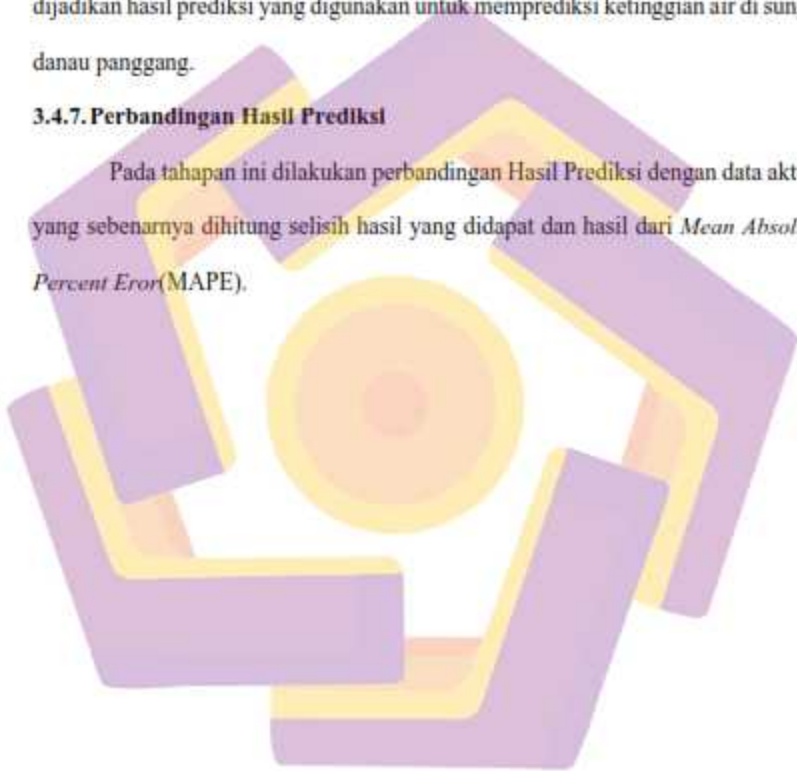 dijadikan hasil prediksi yang digunakan untuk memprediksi ketinggian air di sun
danau panggang.
3.4.7. Perbandingan Hasil Prediksi
Pada tahapan ini dilakukan perbandingan Hasil Prediksi dengan data akt
yang sebenarnya dihitung selisih hasil yang didapat dan hasil dari Mean Absol
Percent Eror(MAPE).